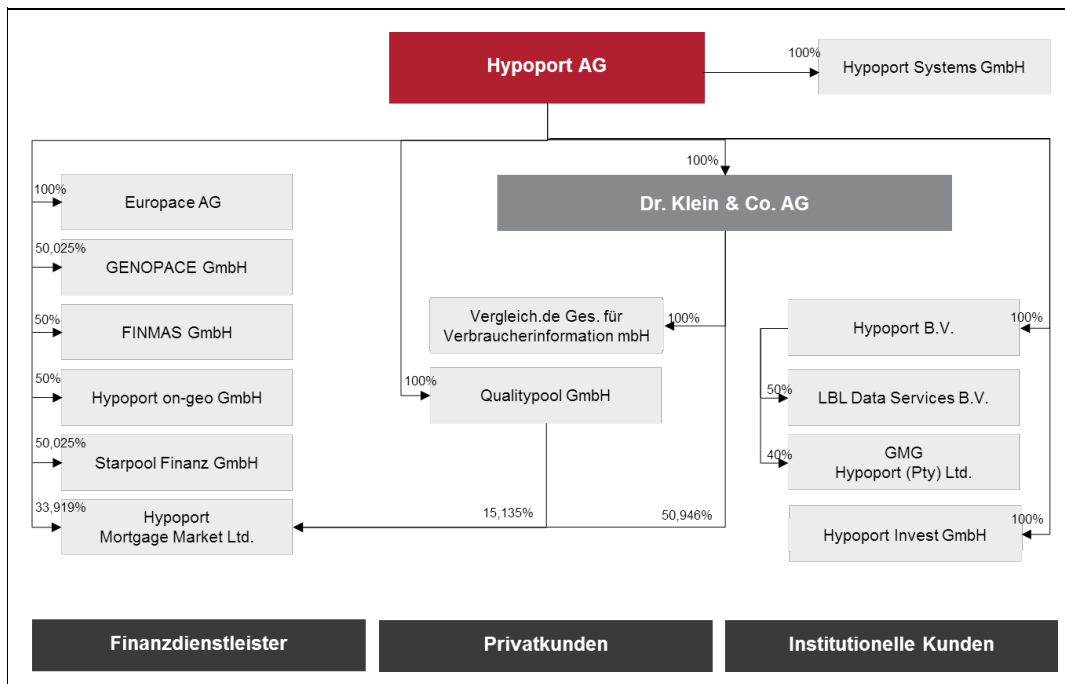 Hypoport AG
100%
Hypoport Systems GmbH
100%
Dr. Klein & Co. AG
100%
Europace AG
50,025%
GENOPACE GmbH
50%
FINMAS GmbH
50%
Hypoport on-geo GmbH
50,025%
Starpool Finanz GmbH
33,919%
Hypoport
Mortgage Market Ltd.
Vergleich.de Ges. für
Verbraucherinformation mbH
100%
100%
Qualitypool GmbH
15,135%
50,946%
Hypoport B.V.
100%
50%
LBL Data Services B.V.
40%
GMG
Hypoport (Pty) Ltd.
Hypoport Invest GmbH
100%
Finanzdienstleister
Privatkunden
Institutionelle Kunden